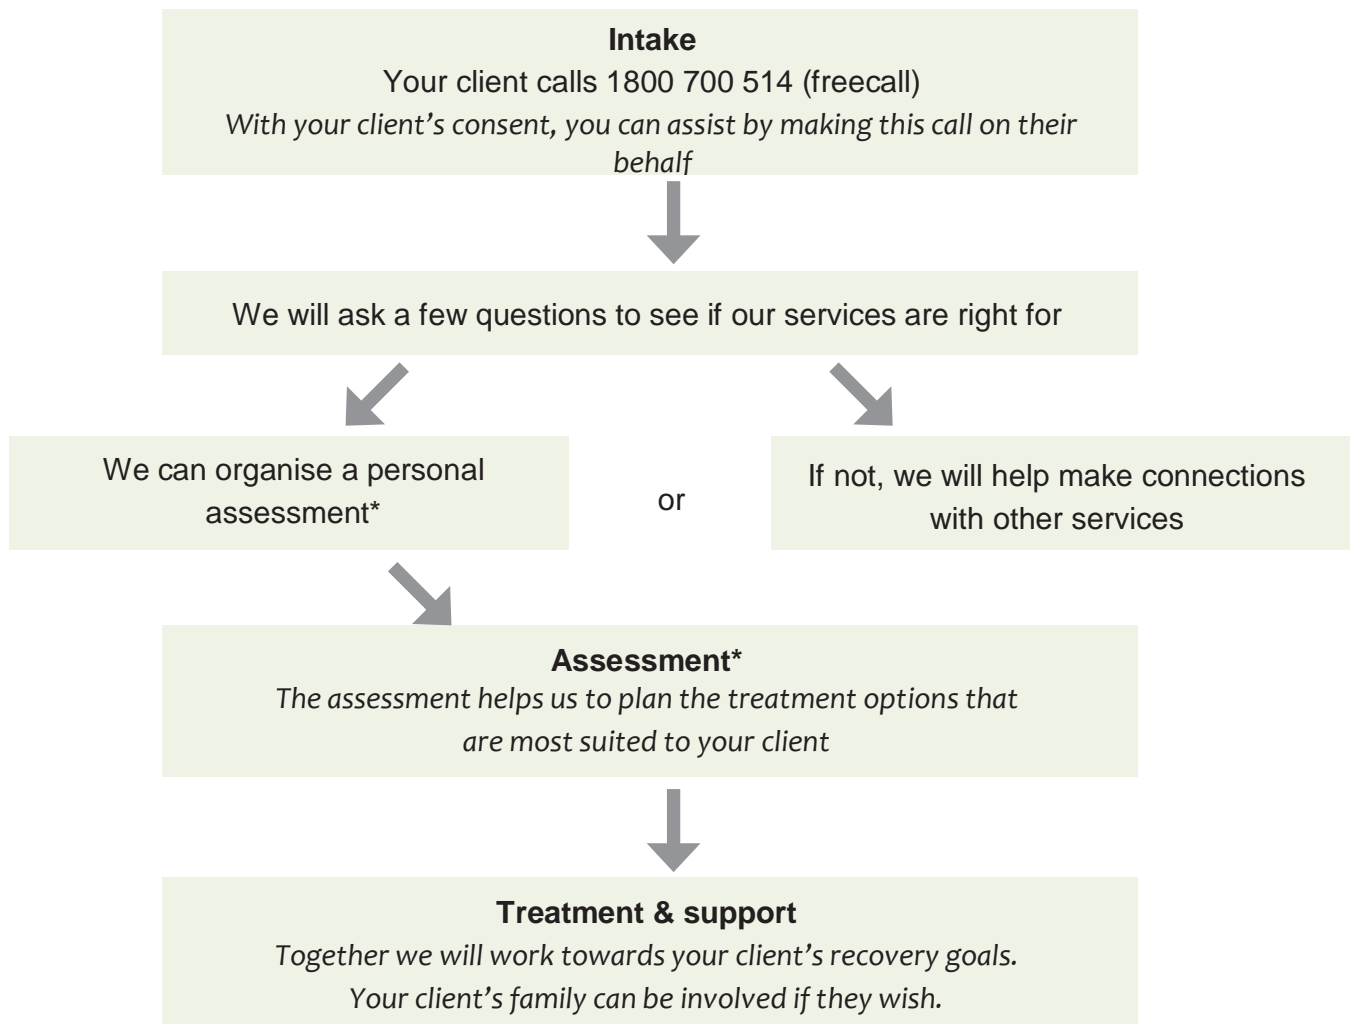 Intake
Your client calls 1800 700 514 (freecall)
With your client’s consent, you can assist by making this call on their
behalf
We will ask a few questions to see if our services are right for
We can organise a personal
assessment*
or
If not, we will help make connections
with other services
Assessment*
The assessment helps us to plan the treatment options that
are most suited to your client
Treatment & support
Together we will work towards your client’s recovery goals.
Your client’s family can be involved if they wish.